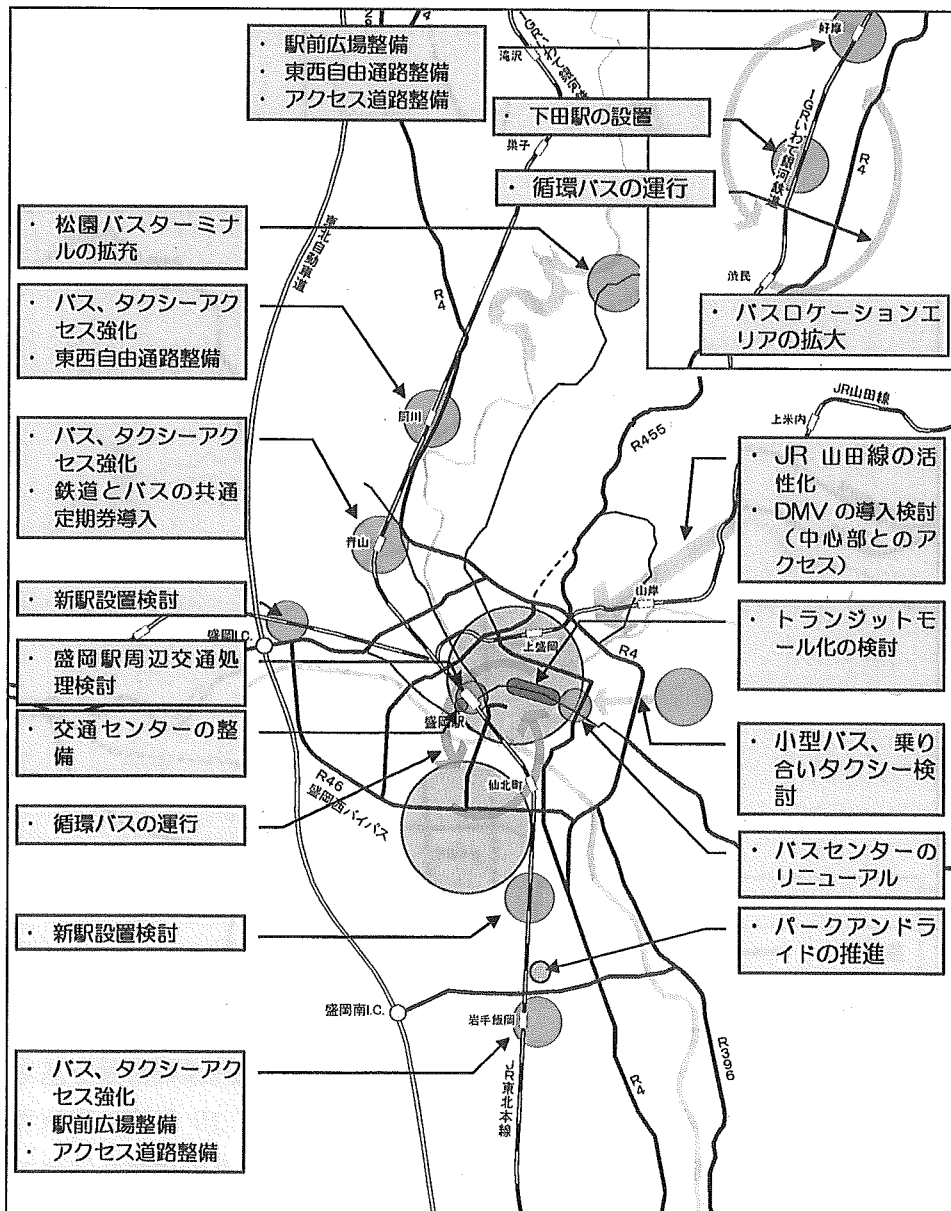 ・ 駅前広場整備
・ 東西自由通路整備
・ アクセス道路整備
R4
IGRいわて銀河鉄道
滝沢
巣子
好摩
・ 下田駅の設置
・ 循環バスの運行
IGRいわて銀河鉄道
R4
渋民
・ バスロケーションエ
リアの拡大
・ 松園バスターミナ
ルの拡充
東北自動車道
R4
・ バス、タクシーアク
セス強化
・ 東西自由通路整備
厨川
・ バス、タクシーアク
セス強化
・ 鉄道とバスの共通
定期券導入
青山
JR山田線
上米内
R455
・ JR 山田線の活
性化
・ DMV の導入検討
（中心部とのア
クセス）
山岸
・ 新駅設置検討
盛岡I.C.
上盛岡
R4
・ トランジットモ
ール化の検討
・ 盛岡駅周辺交通処
理検討
盛岡駅
・ 交通センターの整
備
・ 小型バス、乗り
合いタクシー検
討
R46
盛岡西バイパス
仙北町
・ 循環バスの運行
・ バスセンターの
リニューアル
・ 新駅設置検討
・ パークアンドラ
イドの推進
盛岡南I.C.
岩手飯岡
・ バス、タクシーアク
セス強化
・ 駅前広場整備
・ アクセス道路整備
JR東北本線
R4
R396